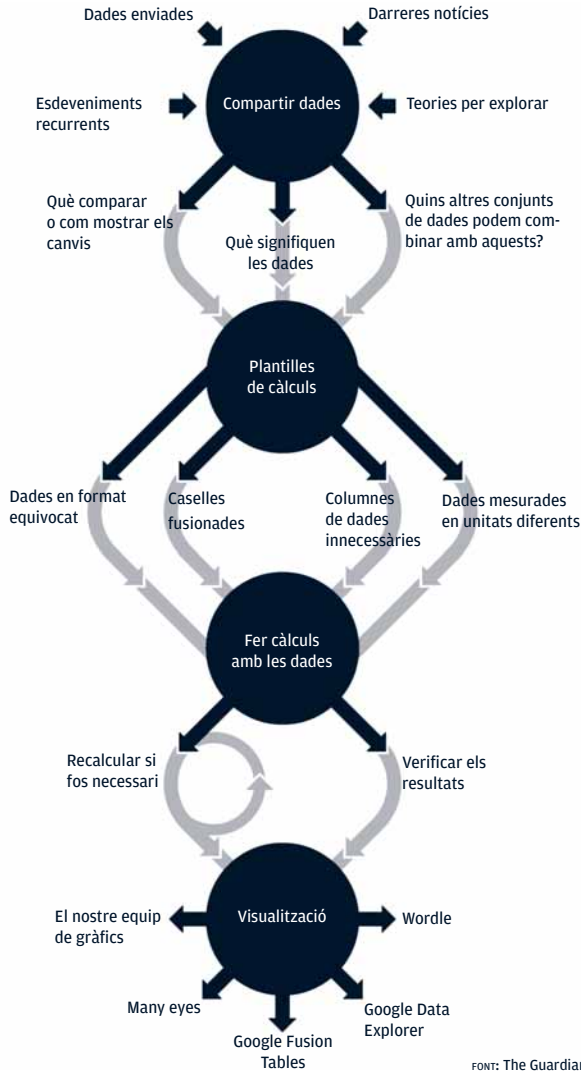 Dades enviades
Darreres notícies
Compartir dades
Esdeveniments
recurrents
Teories per explorar
Què comparar
o com mostrar els
canvis
Què signifiquen
les dades
Quins altres conjunts
de dades podem com-
binar amb aquests?
Plantilles
de càlculs
Dades en format
equivocat
Caselles
fusionades
Columnes
de dades
innecessàries
Dades mesurades
en unitats diferents
Fer càlculs
amb les dades
Recalcular si
fos necessari
Verificar els
resultats
El nostre equip
de gràfics
Visualització
Wordle
Many eyes
Google Fusion
Tables
Google Data
Explorer
FONT: The Guardian